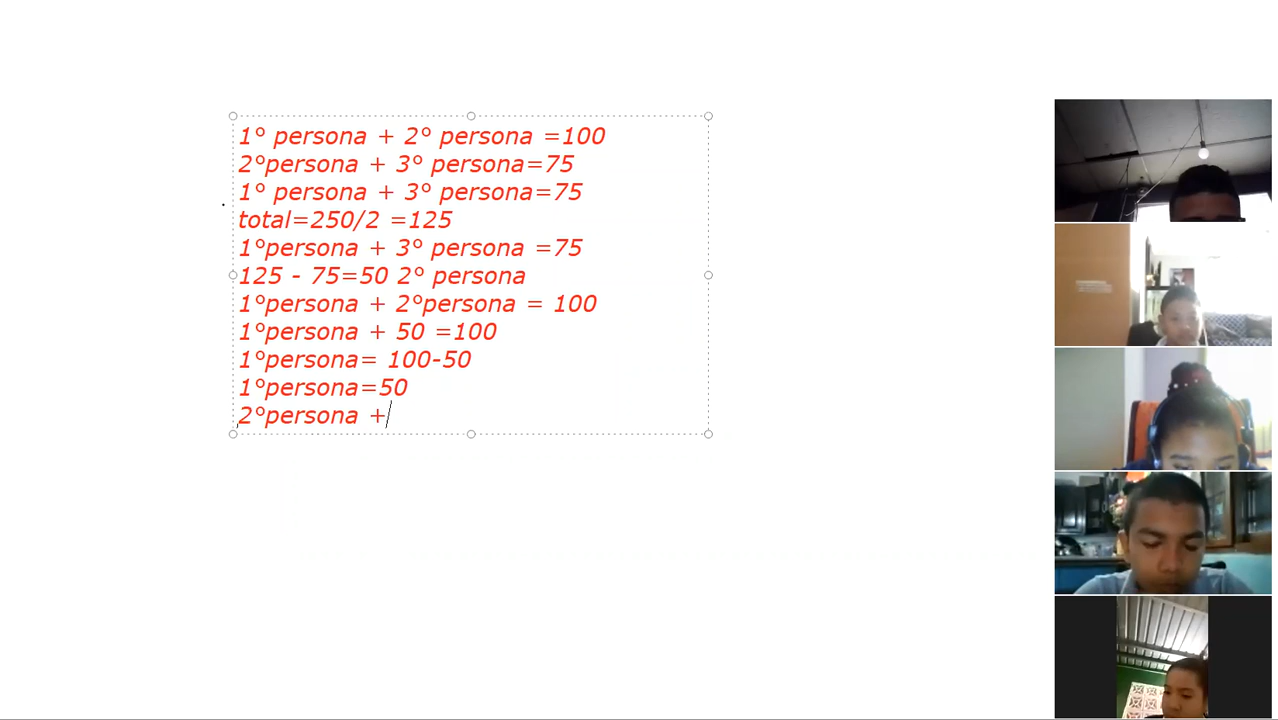 1° persona + 2° persona =100
2°persona + 3° persona=75
1° persona + 3° persona=75
total=250/2 =125
1°persona + 3° persona =75
125 - 75=50 2° persona
1°persona + 2°persona = 100
1°persona + 50 =100
1°persona= 100-50
1°persona=50
2°persona +